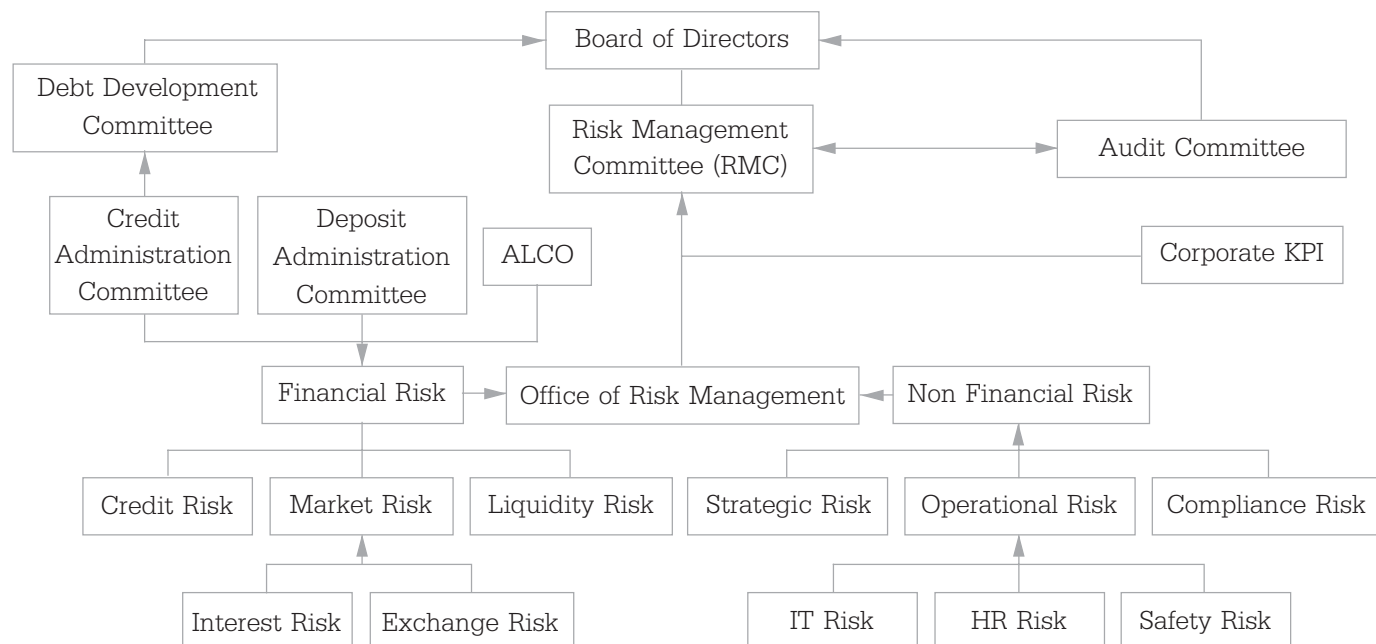 Board of Directors
Debt Development
Committee
Risk Management
Committee (RMC)
Audit Committee
Credit
Administration
Committee
Deposit
Administration
Committee
ALCO
Corporate KPI
Financial Risk
Office of Risk Management
Non Financial Risk
Credit Risk
Market Risk
Liquidity Risk
Strategic Risk
Operational Risk
Compliance Risk
Interest Risk
Exchange Risk
IT Risk
HR Risk
Safety Risk